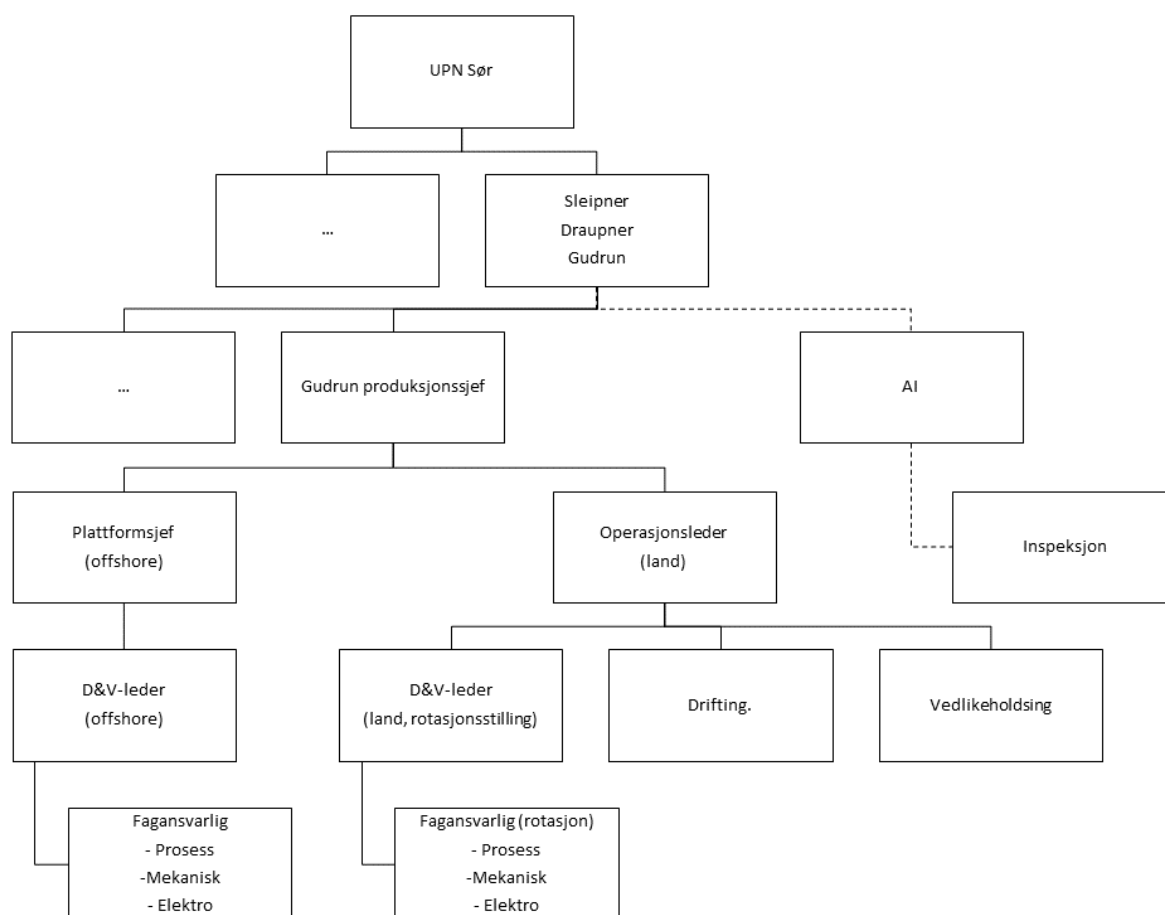 UPN Sør
...
Sleipner
Draupner
Gudrun
...
Gudrun produksjonssjef
AI
Plattformsjef
(offshore)
Operasjonsleder
(land)
Inspeksjon
D&V-leder
(offshore)
D&V-leder
(land, rotasjonsstilling)
Drifting.
Vedlikeholdsing
Fagansvarlig
- Prosess
-Mekanisk
- Elektro
Fagansvarlig (rotasjon)
- Prosess
-Mekanisk
- Elektro